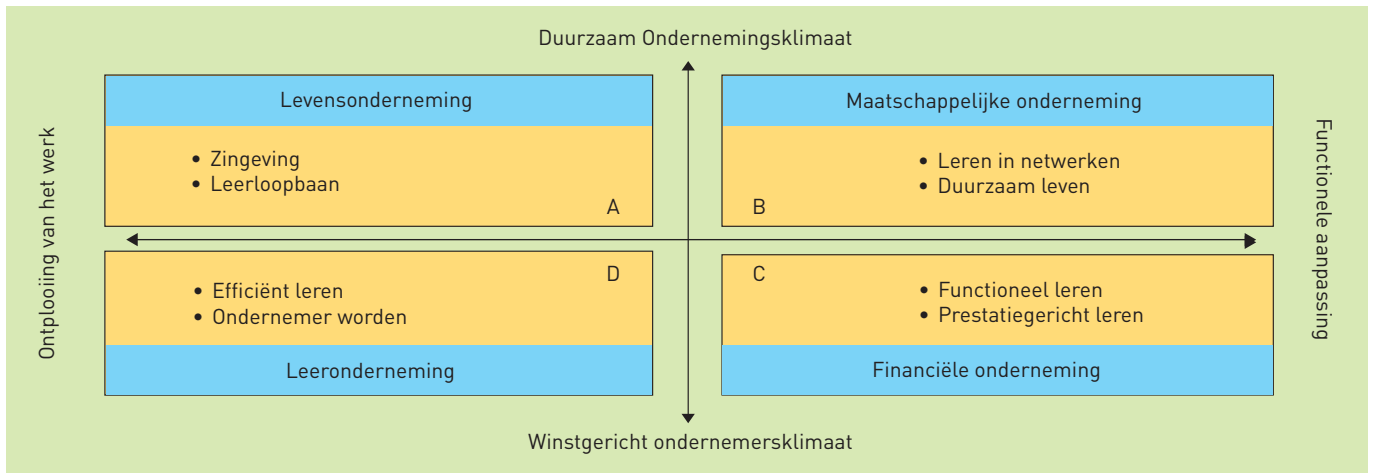 Duurzaam Ondernemingsklimaat
Levensonderneming
Maatschappelijke onderneming
Ontplooiing van het werk
Functionele aanpassing
• Zingeving
• Leerloopbaan
A
• Leren in netwerken
• Duurzaam leven
B
D
• Efficiënt leren
• Ondernemer worden
C
• Functioneel leren
• Prestatiegericht leren
Leeronderneming
Financiële onderneming
Winstgericht ondernemersklimaat